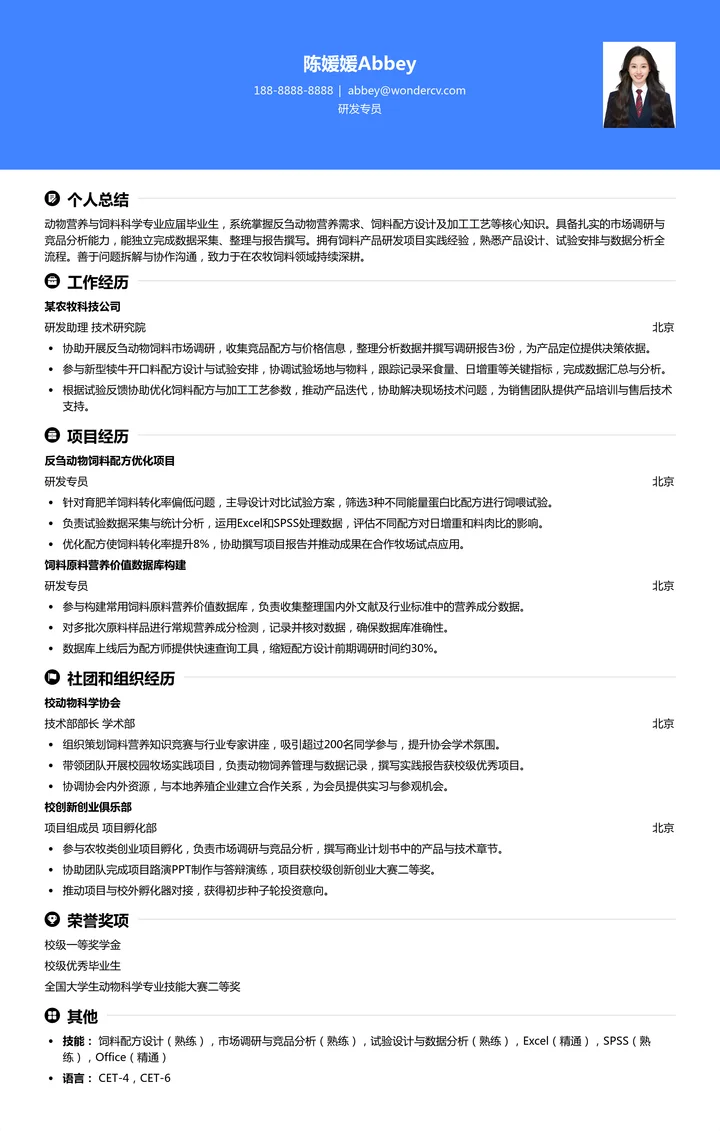 陈媛媛Abbey
188-8888-8888 | abbey@wondercv.com
研发专员
个人总结
动物营养与饲料科学专业应届毕业生，系统掌握反刍动物营养需求、饲料配方设计及加工工艺等核心知识。具备扎实的市场调研与
竞品分析能力，能独立完成数据采集、整理与报告撰写。拥有饲料产品研发项目实践经验，熟悉产品设计、试验安排与数据分析全
流程。善于问题拆解与协作沟通，致力于在农牧饲料领域持续深耕。
工作经历
某农牧科技公司
研发助理 技术研究院 北京
• 协助开展反刍动物饲料市场调研，收集竞品配方与价格信息，整理分析数据并撰写调研报告3份，为产品定位提供决策依据。
• 参与新型犊牛开口料配方设计与试验安排，协调试验场地与物料，跟踪记录采食量、日增重等关键指标，完成数据汇总与分析。
• 根据试验反馈协助优化饲料配方与加工工艺参数，推动产品迭代，协助解决现场技术问题，为销售团队提供产品培训与售后技术
支持。
项目经历
反刍动物饲料配方优化项目
研发专员 北京
• 针对育肥羊饲料转化率偏低问题，主导设计对比试验方案，筛选3种不同能量蛋白比配方进行饲喂试验。
• 负责试验数据采集与统计分析，运用Excel和SPSS处理数据，评估不同配方对日增重和料肉比的影响。
• 优化配方使饲料转化率提升8%，协助撰写项目报告并推动成果在合作牧场试点应用。
饲料原料营养价值数据库构建
研发专员 北京
• 参与构建常用饲料原料营养价值数据库，负责收集整理国内外文献及行业标准中的营养成分数据。
• 对多批次原料样品进行常规营养成分检测，记录并核对数据，确保数据库准确性。
• 数据库上线后为配方师提供快速查询工具，缩短配方设计前期调研时间约30%。
社团和组织经历
校动物科学协会
技术部部长 学术部 北京
• 组织策划饲料营养知识竞赛与行业专家讲座，吸引超过200名同学参与，提升协会学术氛围。
• 带领团队开展校园牧场实践项目，负责动物饲养管理与数据记录，撰写实践报告获校级优秀项目。
• 协调协会内外资源，与本地养殖企业建立合作关系，为会员提供实习与参观机会。
校创新创业俱乐部
项目组成员 项目孵化部 北京
• 参与农牧类创业项目孵化，负责市场调研与竞品分析，撰写商业计划书中的产品与技术章节。
• 协助团队完成项目路演PPT制作与答辩演练，项目获校级创新创业大赛二等奖。
• 推动项目与校外孵化器对接，获得初步种子轮投资意向。
荣誉奖项
校级一等奖学金
校级优秀毕业生
全国大学生动物科学专业技能大赛二等奖
其他
• 技能： 饲料配方设计（熟练），市场调研与竞品分析（熟练），试验设计与数据分析（熟练），Excel（精通），SPSS（熟
练），Office（精通）
• 语言： CET-4，CET-6